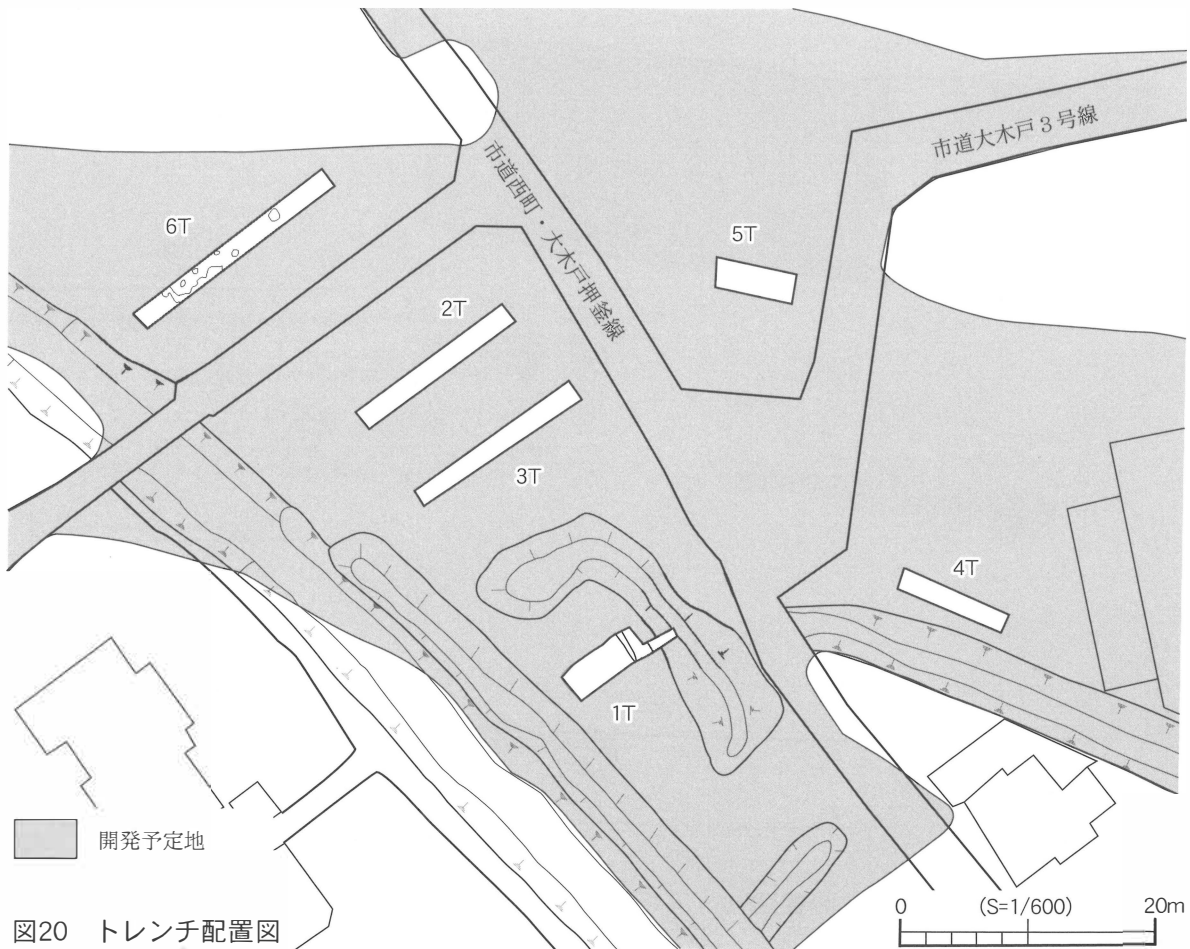 市道大木戸3号線
市道西町・大木戸押釜線
6T
5T
2T
3T
4T
1T
開発予定地
図20 トレンチ配置図
0 (S=1/600) 20m